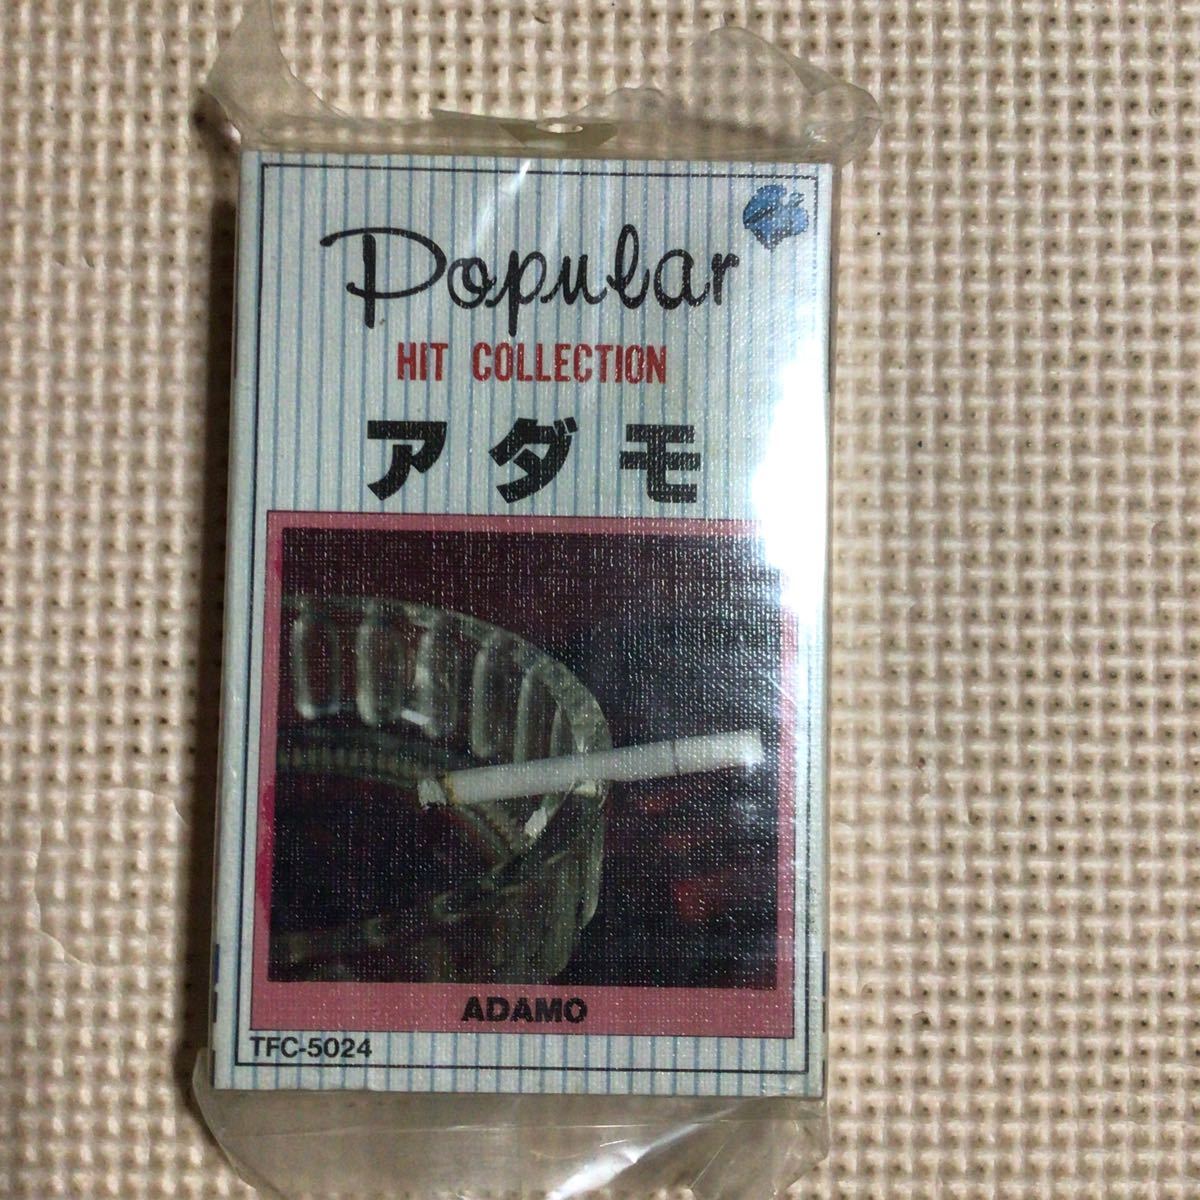 Popular
HIT COLLECTION
アダモ
ADAMO
TFC-5024